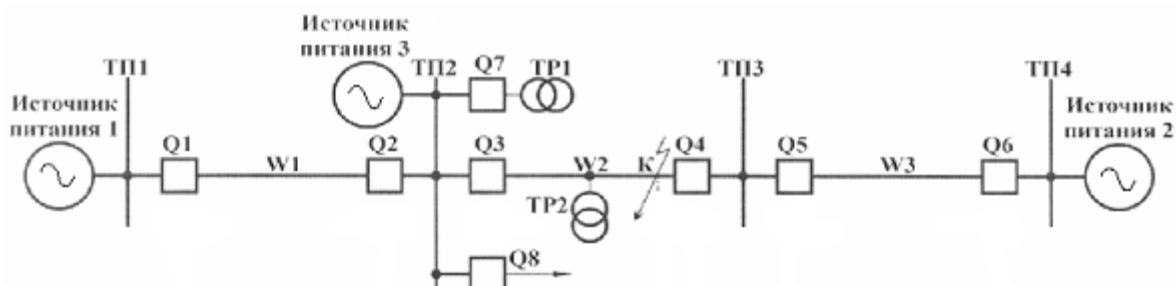 Источник
питания 3
ТП1
ТП2
Q7
ТР1
ТП3
ТП4
Источник
питания 1
Источник
питания 2
Q1
W1
Q2
Q3
W2
К
Q4
Q5
W3
Q6
ТР2
Q8